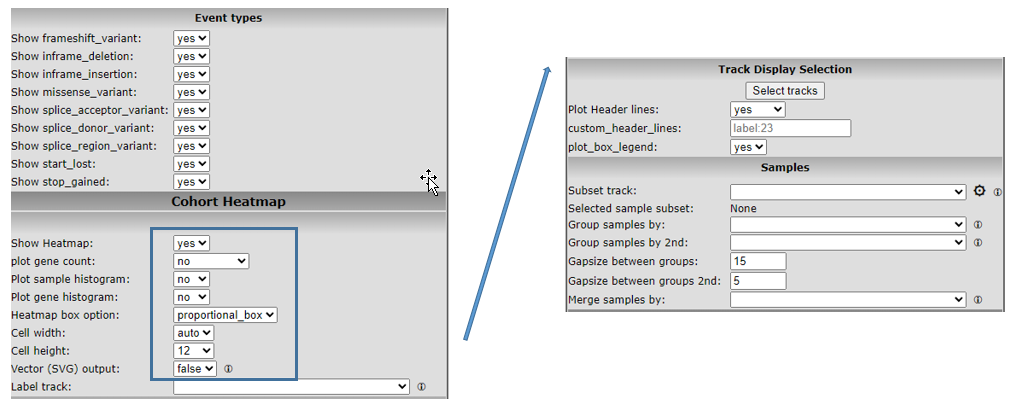 Event types
Show frameshift_variant: yes
Show inframe_deletion: yes
Show inframe_insertion: yes
Show missense_variant: yes
Show splice_acceptor_variant: yes
Show splice_donor_variant: yes
Show splice_region_variant: yes
Show start_lost: yes
Show stop_gained: yes
Cohort Heatmap
Show Heatmap: yes
plot gene count: no
Plot sample histogram: no
Plot gene histogram: no
Heatmap box option: proportional_box
Cell width: auto
Cell height: 12
Vector (SVG) output: false
Label track:
Track Display Selection
Select tracks
Plot Header lines: yes
custom_header_lines: label:23
plot_box_legend: yes
Samples
Subset track:
Selected sample subset: None
Group samples by:
Group samples by 2nd:
Gapsize between groups: 15
Gapsize between groups 2nd: 5
Merge samples by: